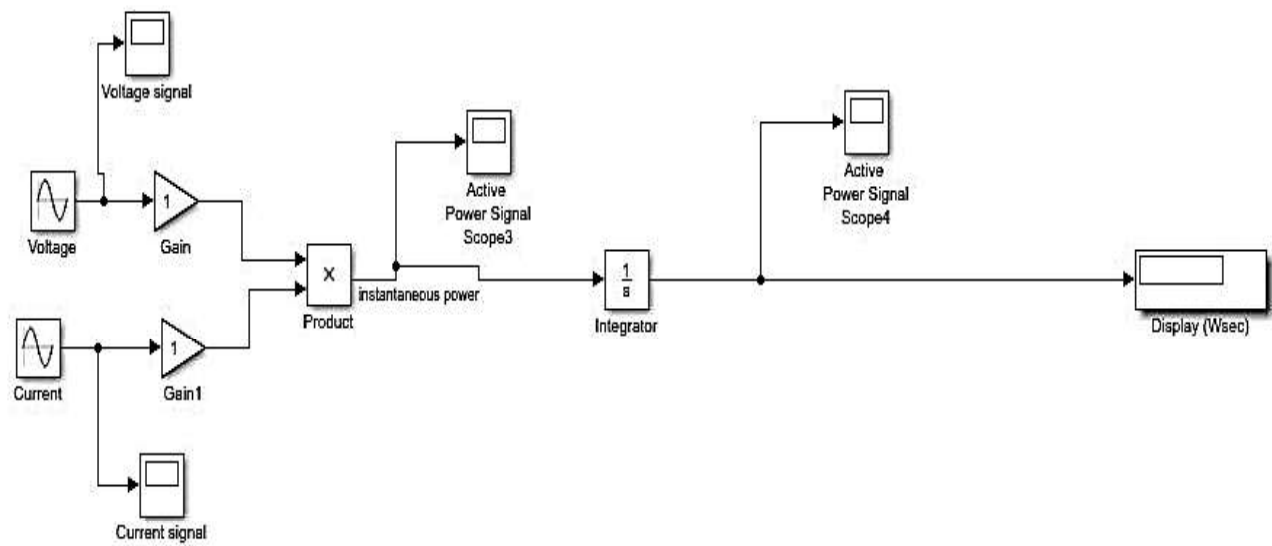 Voltage signal
1
Voltage
Gain
Active
Power Signal
Scope3
Active
Power Signal
Scope4
×
instantaneous power
Product
1
s
Integrator
Display (Wsec)
1
Current
Gain1
Current signal